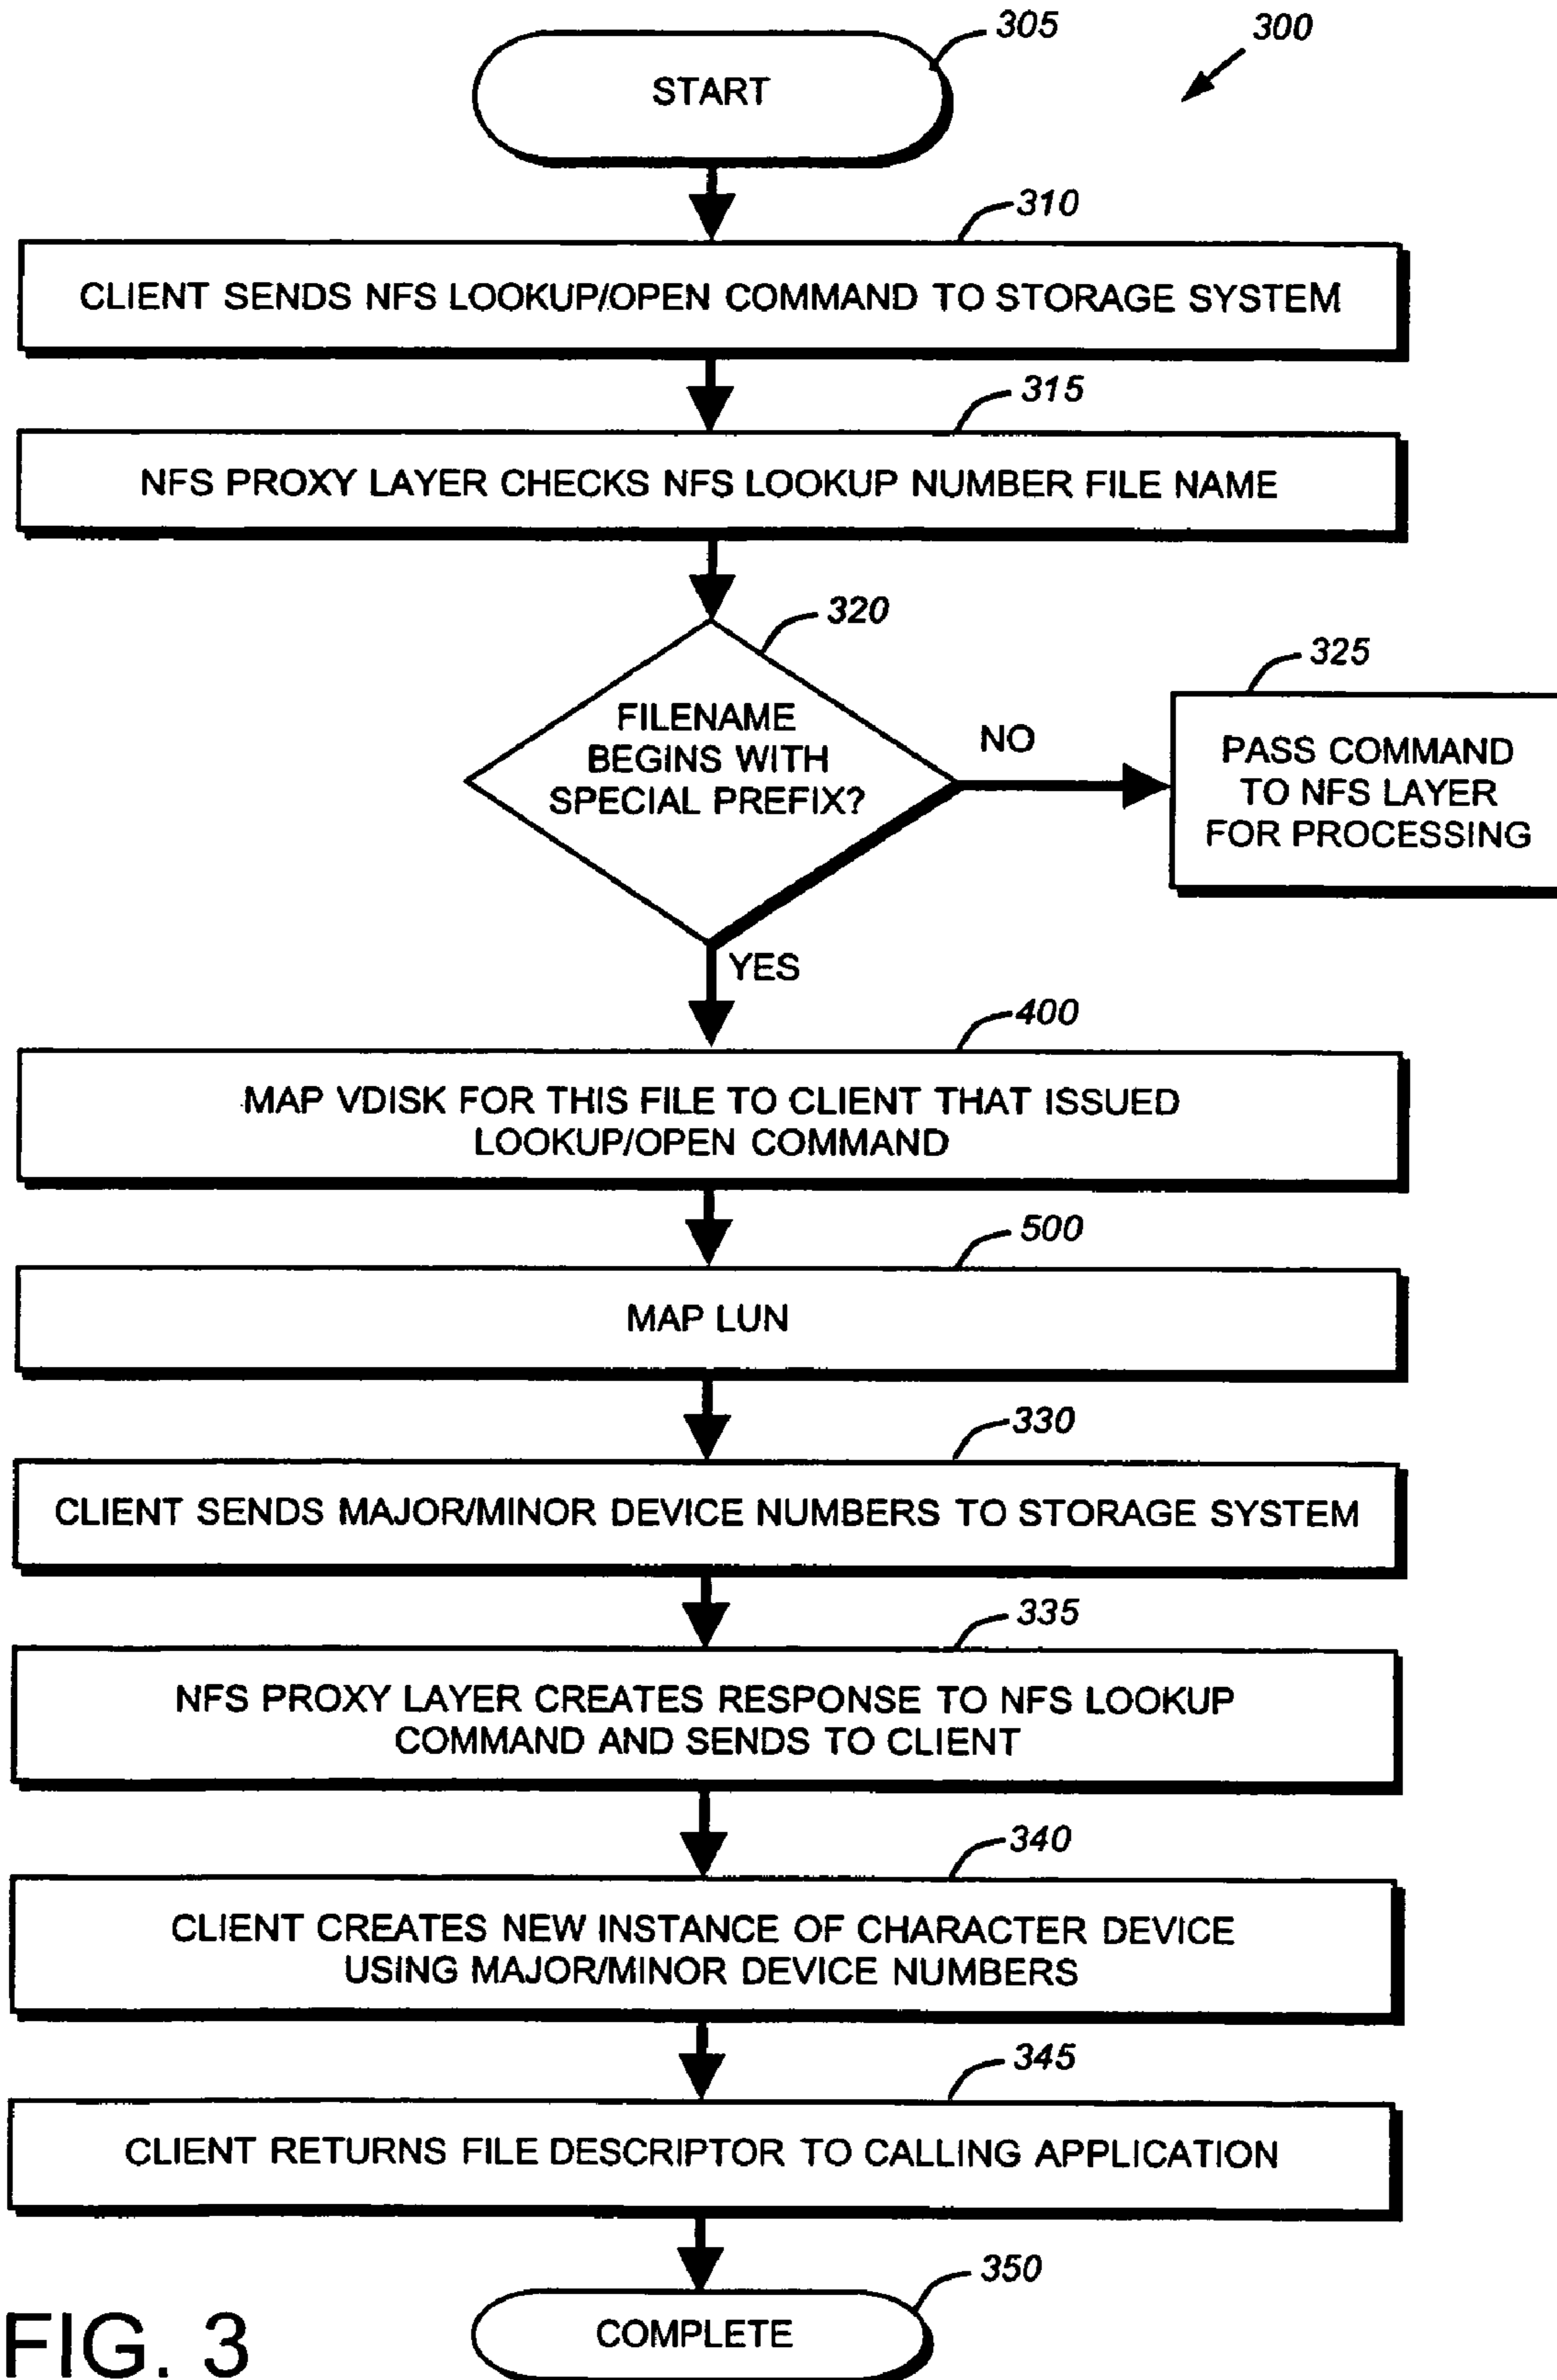 305
300
START
310
CLIENT SENDS NFS LOOKUP/OPEN COMMAND TO STORAGE SYSTEM
315
NFS PROXY LAYER CHECKS NFS LOOKUP NUMBER FILE NAME
320
FILENAME
BEGINS WITH
SPECIAL PREFIX?
NO
325
PASS COMMAND
TO NFS LAYER
FOR PROCESSING
YES
400
MAP VDISK FOR THIS FILE TO CLIENT THAT ISSUED
LOOKUP/OPEN COMMAND
500
MAP LUN
330
CLIENT SENDS MAJOR/MINOR DEVICE NUMBERS TO STORAGE SYSTEM
335
NFS PROXY LAYER CREATES RESPONSE TO NFS LOOKUP
COMMAND AND SENDS TO CLIENT
340
CLIENT CREATES NEW INSTANCE OF CHARACTER DEVICE
USING MAJOR/MINOR DEVICE NUMBERS
345
CLIENT RETURNS FILE DESCRIPTOR TO CALLING APPLICATION
350
COMPLETE
FIG. 3